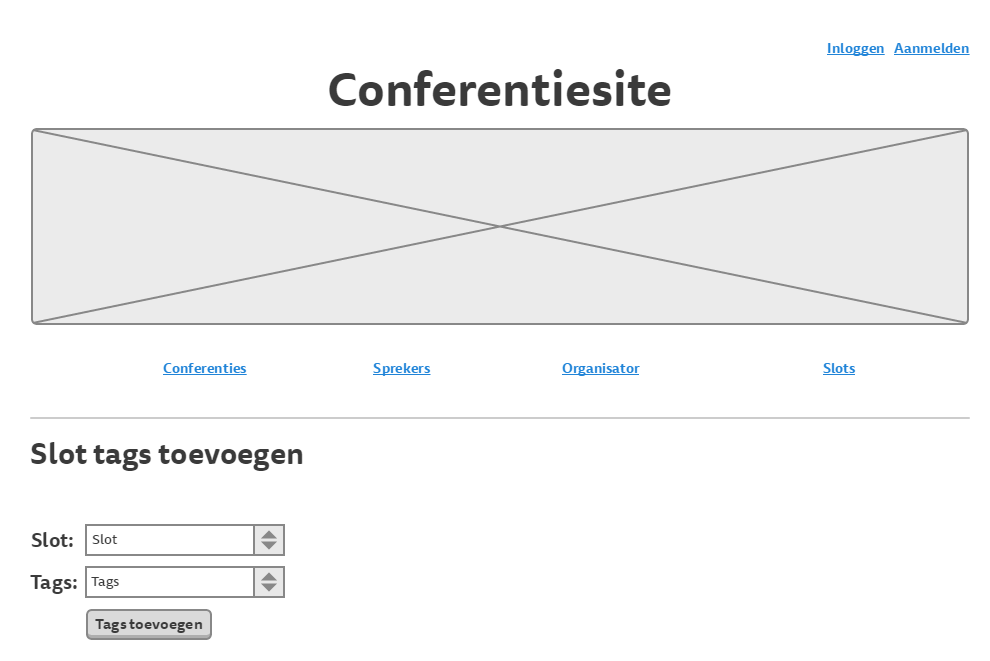 Inloggen Aanmelden
Conferentiesite
Conferenties Sprekers Organisator Slots
Slot tags toevoegen
Slot: Slot
Tags: Tags
Tags toevoegen